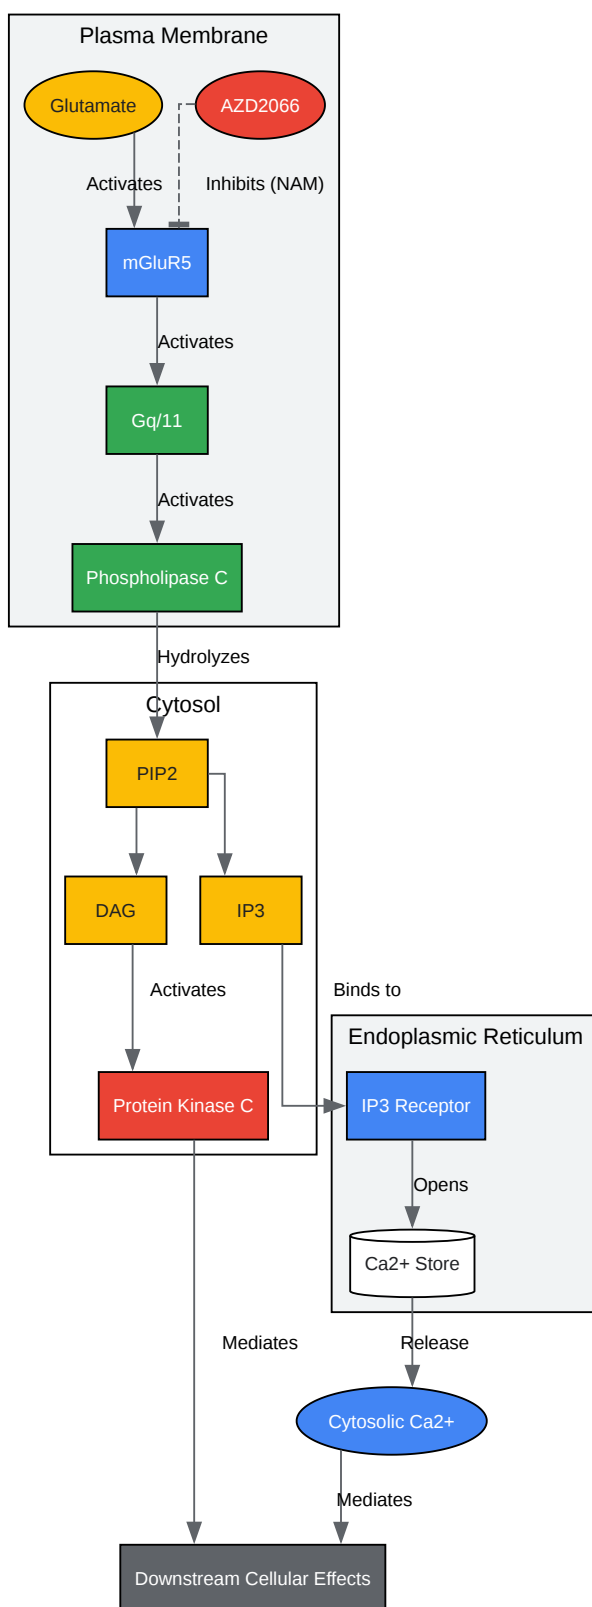 Plasma Membrane
Glutamate
AZD2066
Activates
Inhibits (NAM)
mGluR5
Activates
Gq/11
Activates
Phospholipase C
Hydrolyzes
Cytosol
PIP2
DAG
IP3
Activates
Binds to
Endoplasmic Reticulum
Protein Kinase C
IP3 Receptor
Opens
Ca2+ Store
Mediates
Release
Cytosolic Ca2+
Mediates
Downstream Cellular Effects